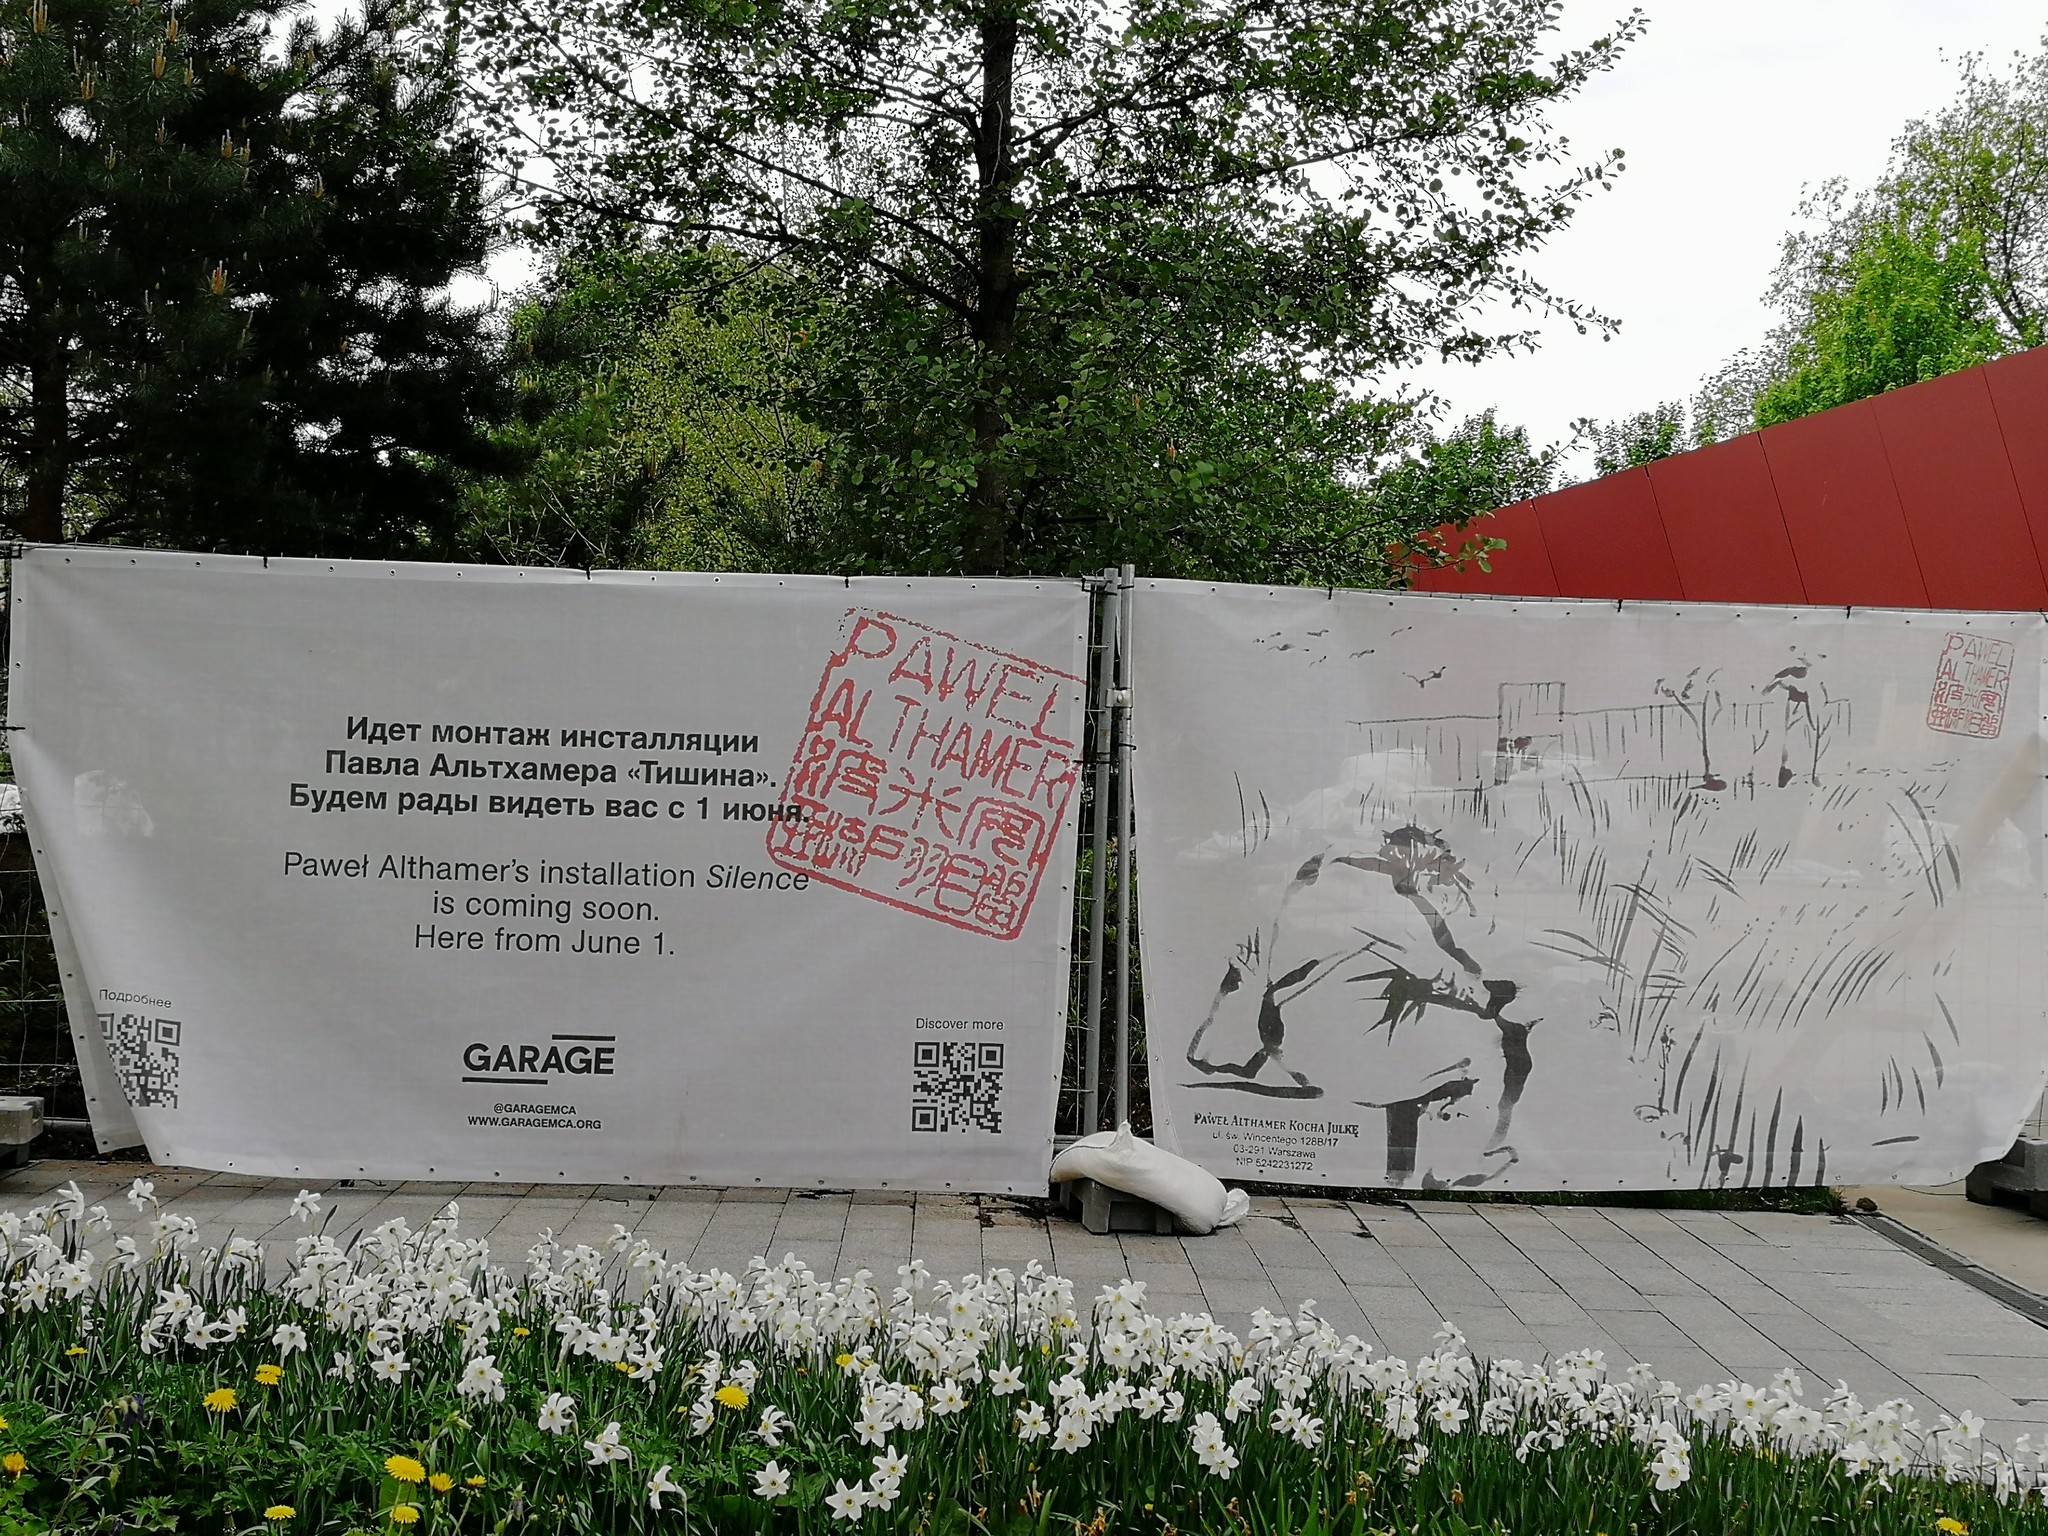 Идет монтаж инсталляции
Павла Альтхамера «Тишина».
Будем рады видеть вас с 1 июня.
Paweł Althamer’s installation Silence
is coming soon.
Here from June 1.
Подробнее
Discover more
GARAGE
@GARAGEMCA
WWW.GARAGEMCA.ORG
PAWEL
ALTHAMER
PAWEŁ ALTHAMER KOCHA JULKĘ
ul. św. Wincentego 128B/17
03-291 Warszawa
NIP 5242231272
PAWEL
ALTHAMER